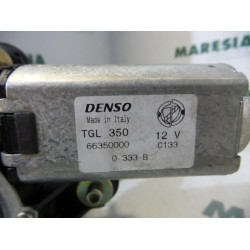 MARESIA
DENSO
Made in Italy
TGL 350 12 V
66350000 C133
0-333-B